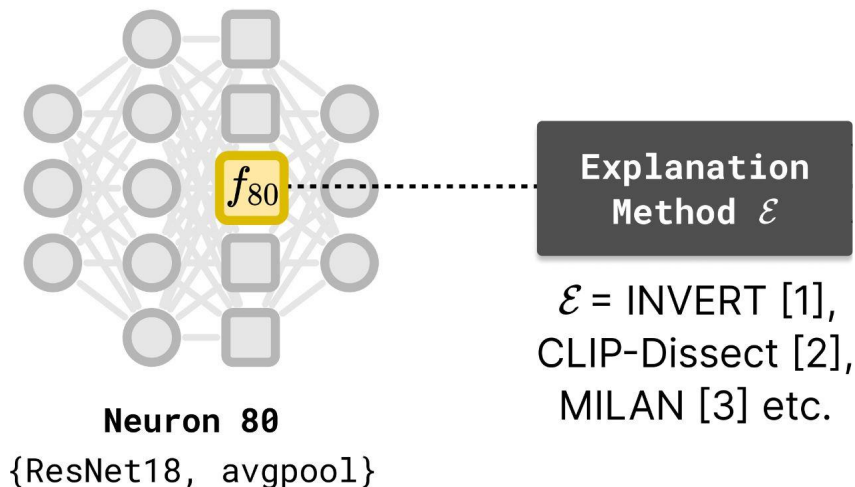 f80
Explanation
Method ℰ
ℰ = INVERT [1],
CLIP-Dissect [2],
MILAN [3] etc.
Neuron 80
{ResNet18, avgpool}